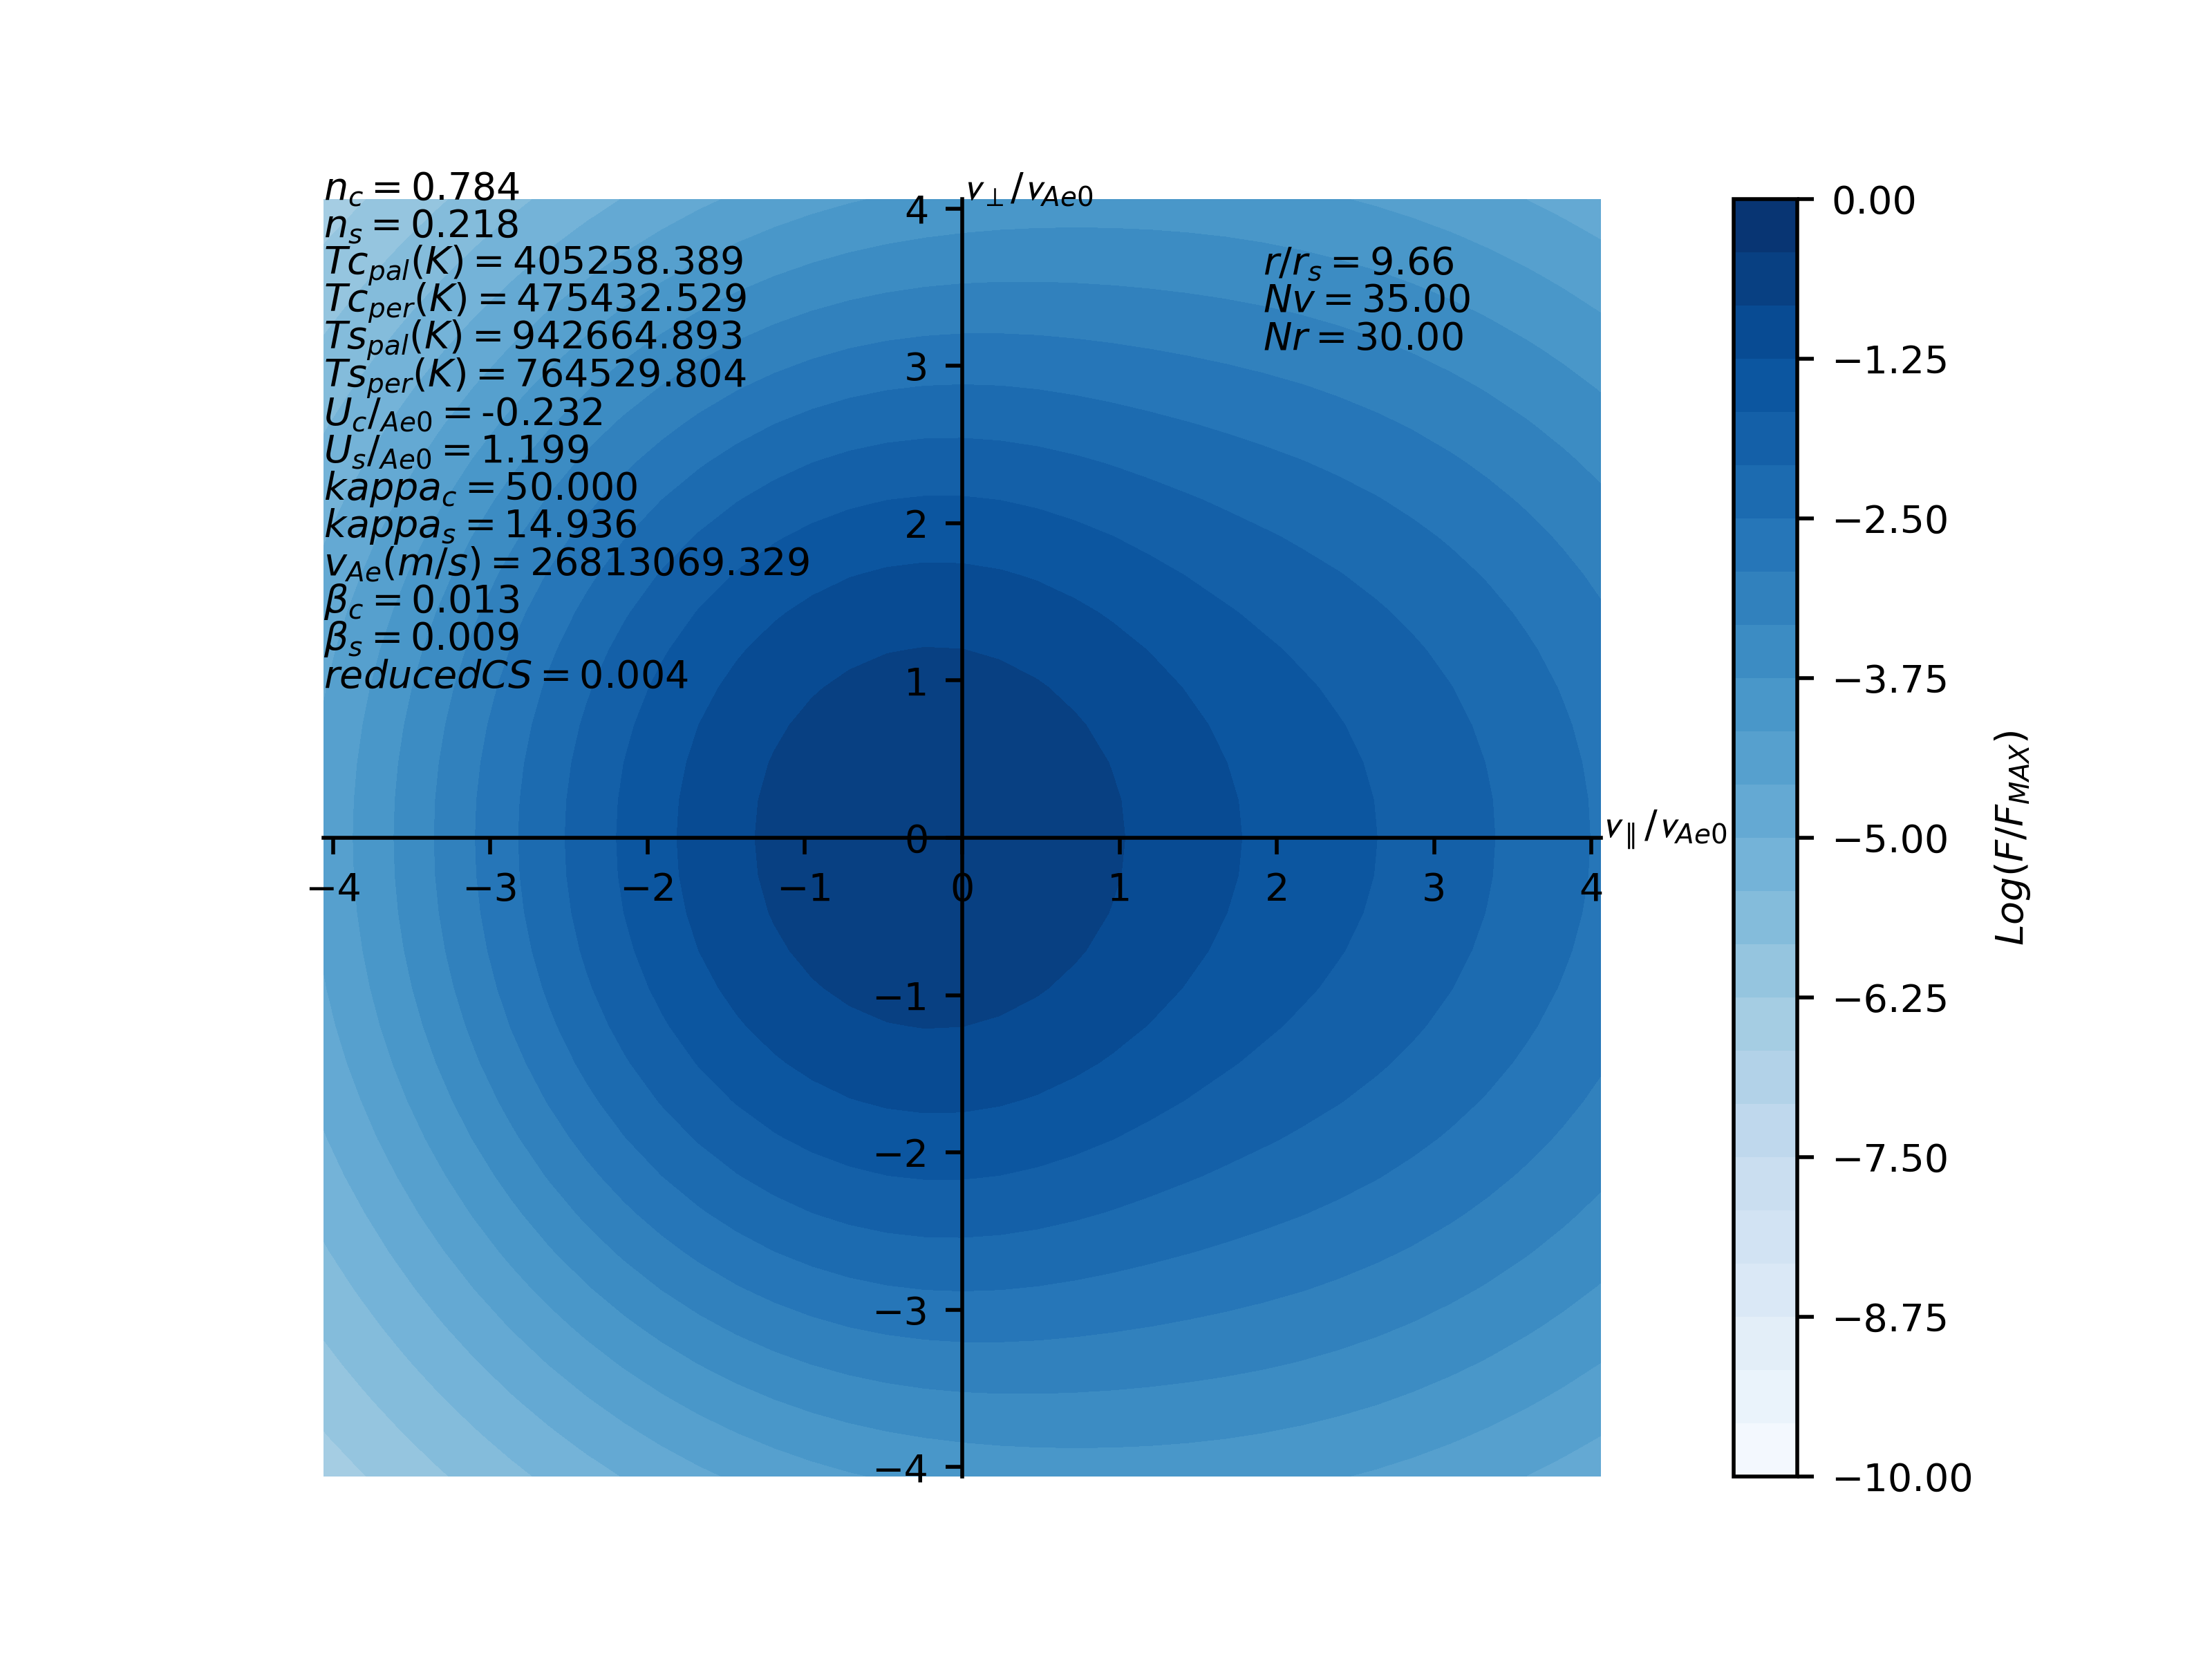 n_c = 0.784
n_s = 0.218
Tc_pal(K) = 405258.389
Tc_per(K) = 475432.529
Ts_pal(K) = 942664.893
Ts_per(K) = 764529.804
U_c/Ae0 = -0.232
U_s/Ae0 = 1.199
kappa_c = 50.000
kappa_s = 14.936
v_Ae(m/s) = 26813069.329
β_c = 0.013
β_s = 0.009
reducedCS = 0.004
v_⊥/v_Ae0
r/r_s = 9.66
Nv = 35.00
Nr = 30.00
4
3
2
1
0
−1
−2
−3
−4
−4 −3 −2 −1 0 1 2 3 4
v_∥/v_Ae0
0.00
−1.25
−2.50
−3.75
−5.00
−6.25
−7.50
−8.75
−10.00
Log(F/F_MAX)